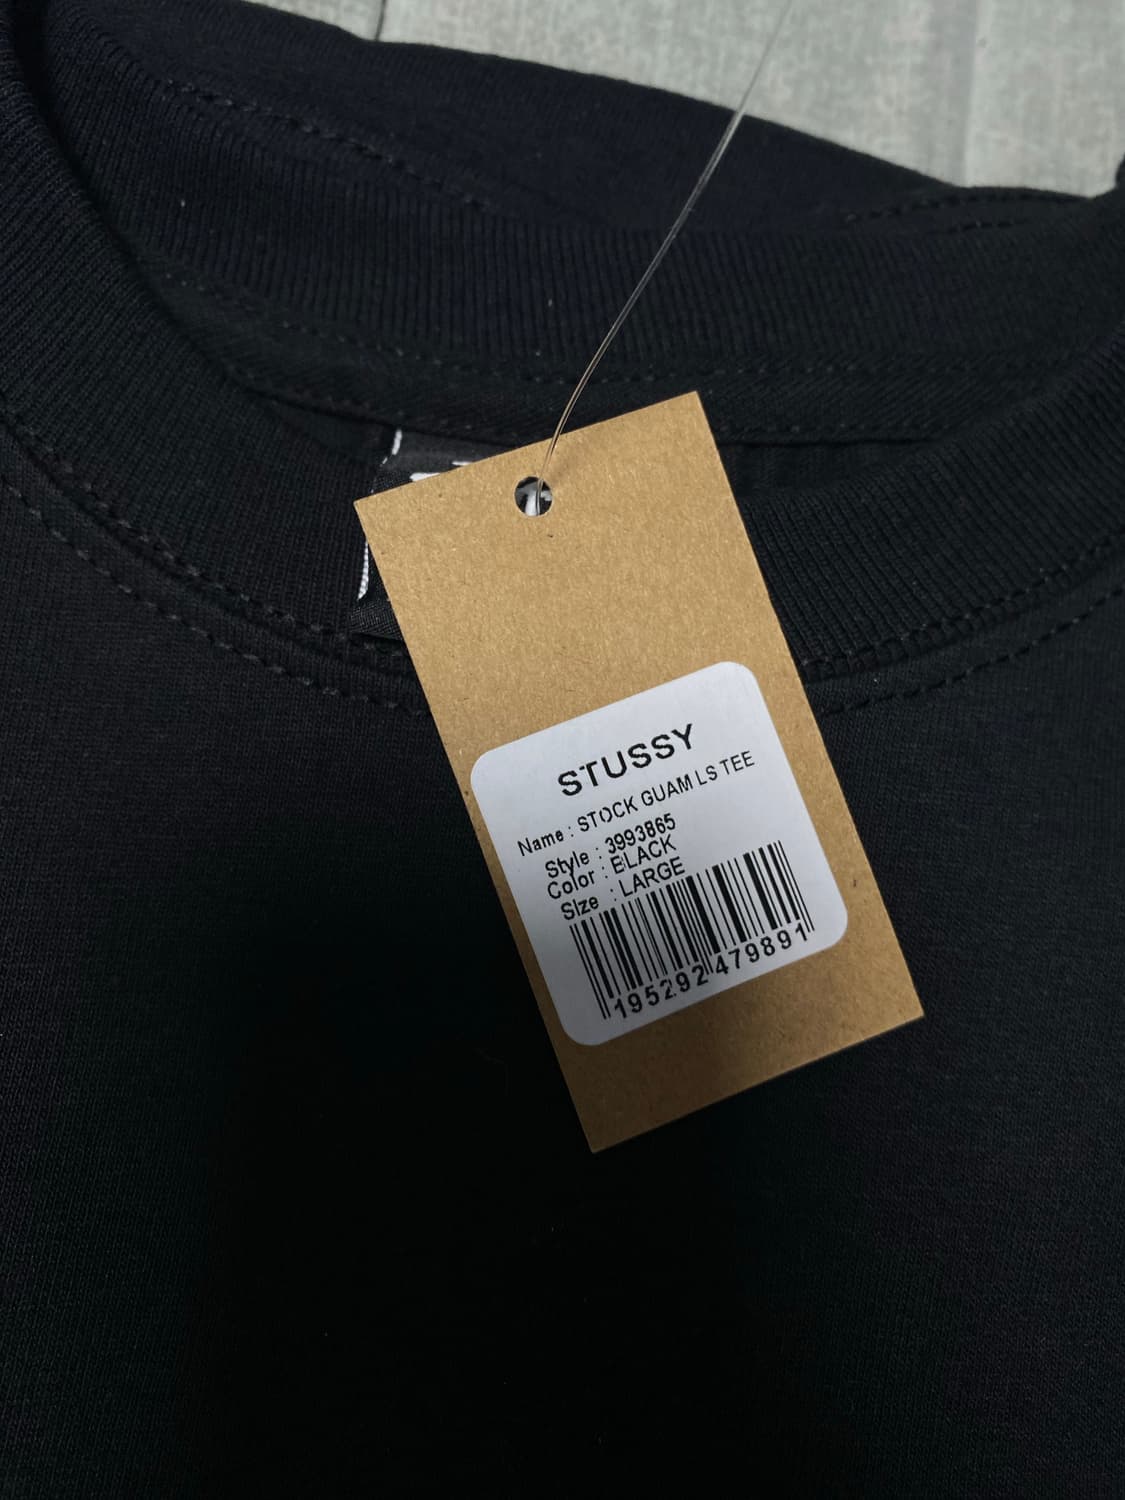 STUSSY
Name : STOCK GUAM LS TEE
Style : 3993865
Color : BLACK
Size : LARGE
195292479891